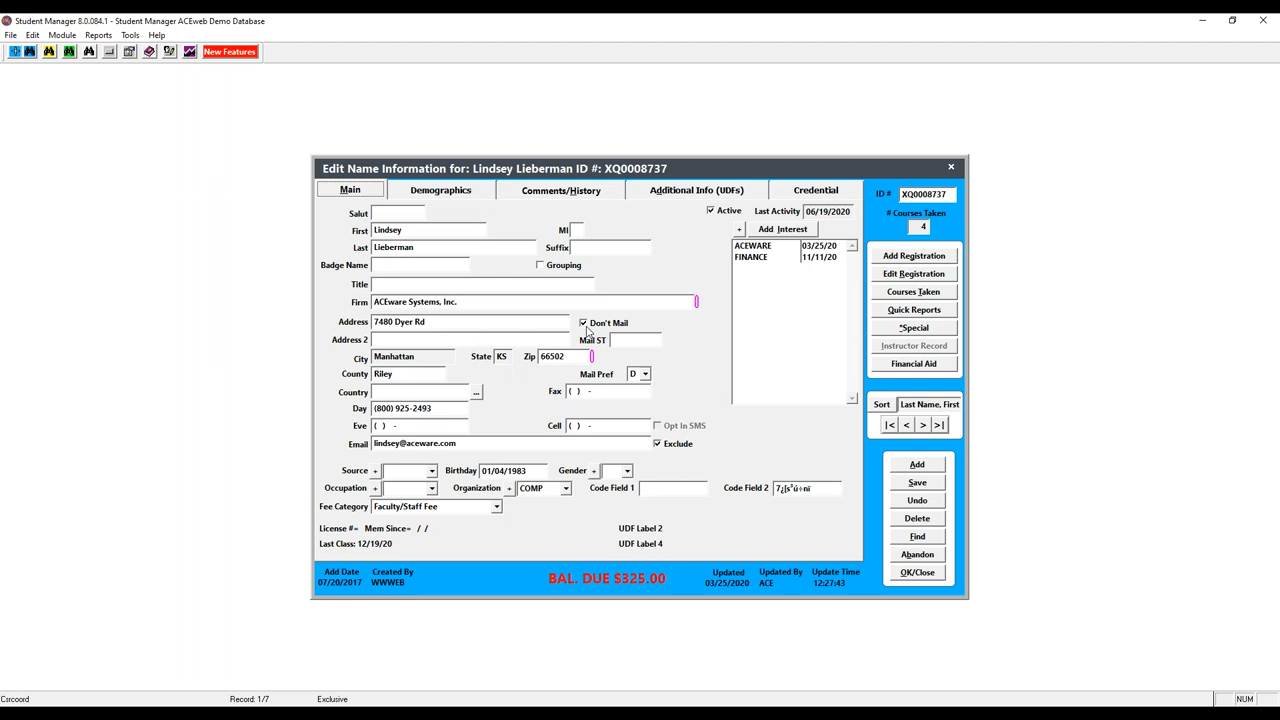 Student Manager 8.0.084.1 - Student Manager ACEweb Demo Database
File Edit Module Reports Tools Help
New Features
Edit Name Information for: Lindsey Lieberman ID #: XQ0008737
Main Demographics Comments/History Additional Info (UDFs) Credential
ID # XQ0008737
# Courses Taken
4
Salut
Active Last Activity 06/19/2020
First Lindsey MI
+ Add Interest
Last Lieberman Suffix
ACEWARE 03/25/20
FINANCE 11/11/20
Badge Name Grouping
Title
Firm ACEware Systems, Inc.
Address 7480 Dyer Rd Don't Mail
Address 2 Mail ST
City Manhattan State KS Zip 66502
County Riley Mail Pref D
Country ... Fax ( ) -
Day (800) 925-2493
Eve ( ) - Cell ( ) - Opt In SMS
Email lindsey@aceware.com Exclude
Source + Birthday 01/04/1983 Gender +
Occupation + Organization + COMP Code Field 1 Code Field 2
Fee Category Faculty/Staff Fee
License #= Mem Since= / / UDF Label 2
Last Class: 12/19/20 UDF Label 4
Add Registration
Edit Registration
Courses Taken
Quick Reports
*Special
Instructor Record
Financial Aid
Sort Last Name, First
|< < > >|
Add
Save
Undo
Delete
Find
Abandon
OK/Close
Add Date Created By BAL. DUE $325.00 Updated Updated By Update Time
07/20/2017 WWWEB 03/25/2020 ACE 12:27:43
Csrcoord Record: 1/7 Exclusive NUM